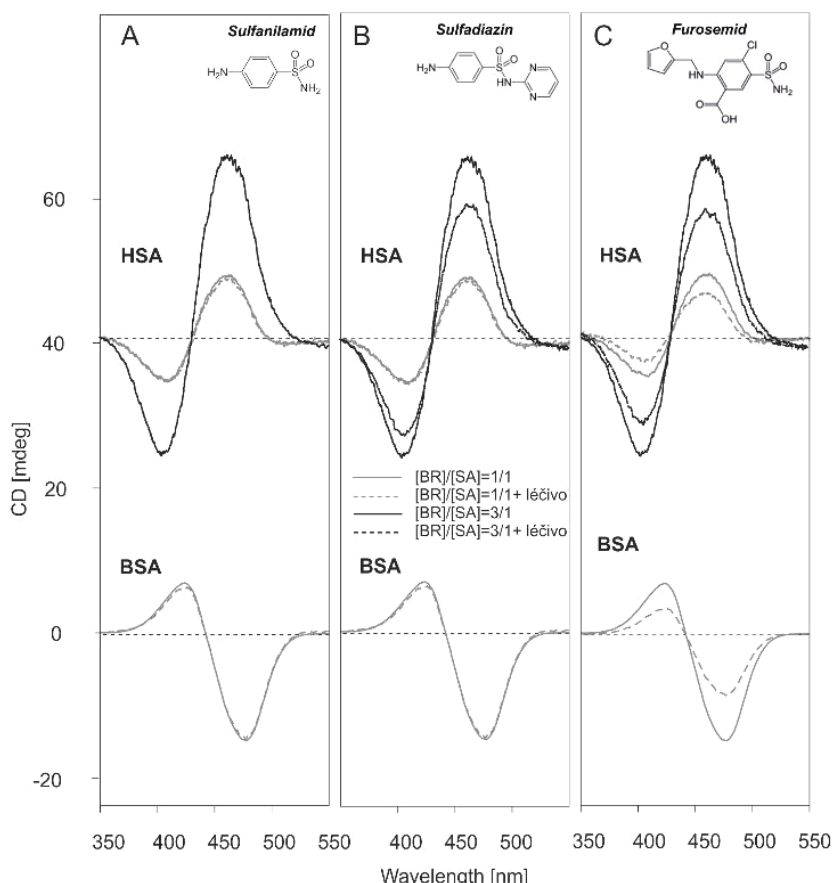 A
Sulfanilamid
H₂N
O
O
S
NH₂
B
Sulfadiazin
H₂N
O
O
S
HN
N
N
C
Furosemid
O
NH
Cl
O
O
S
NH₂
O
OH
CD [mdeg]
60
40
20
0
-20
HSA
HSA
HSA
[BR]/[SA]=1/1
[BR]/[SA]=1/1+ léčivo
[BR]/[SA]=3/1
[BR]/[SA]=3/1+ léčivo
BSA
BSA
BSA
350 400 450 500 550
350 400 450 500 550
350 400 450 500 550
Wavelength [nm]